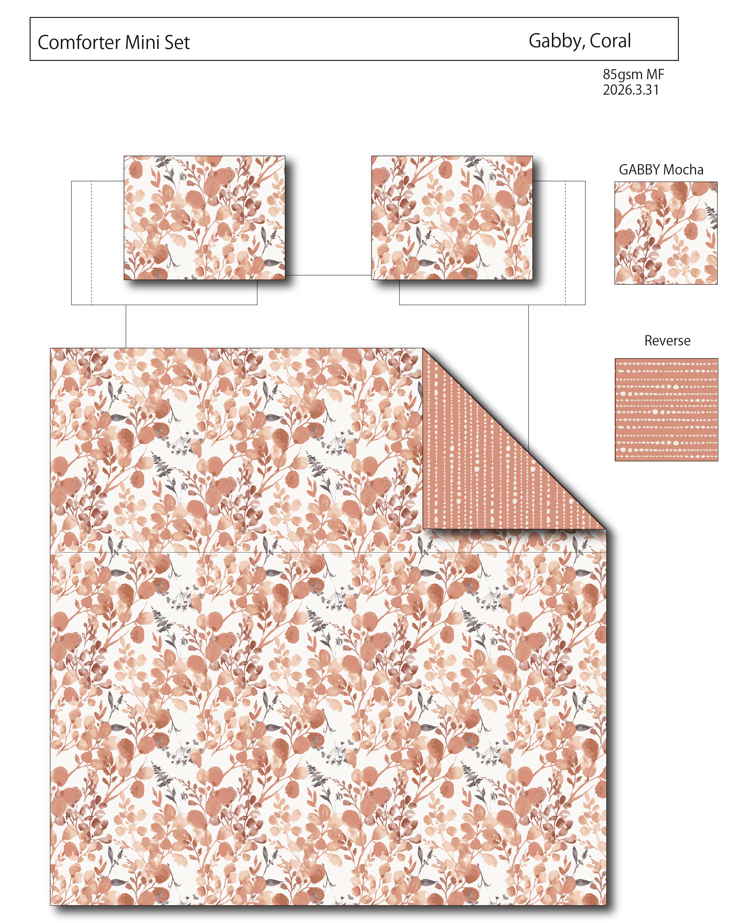 Comforter Mini Set
Gabby, Coral
85gsm MF
2026.3.31
GABBY Mocha
Reverse